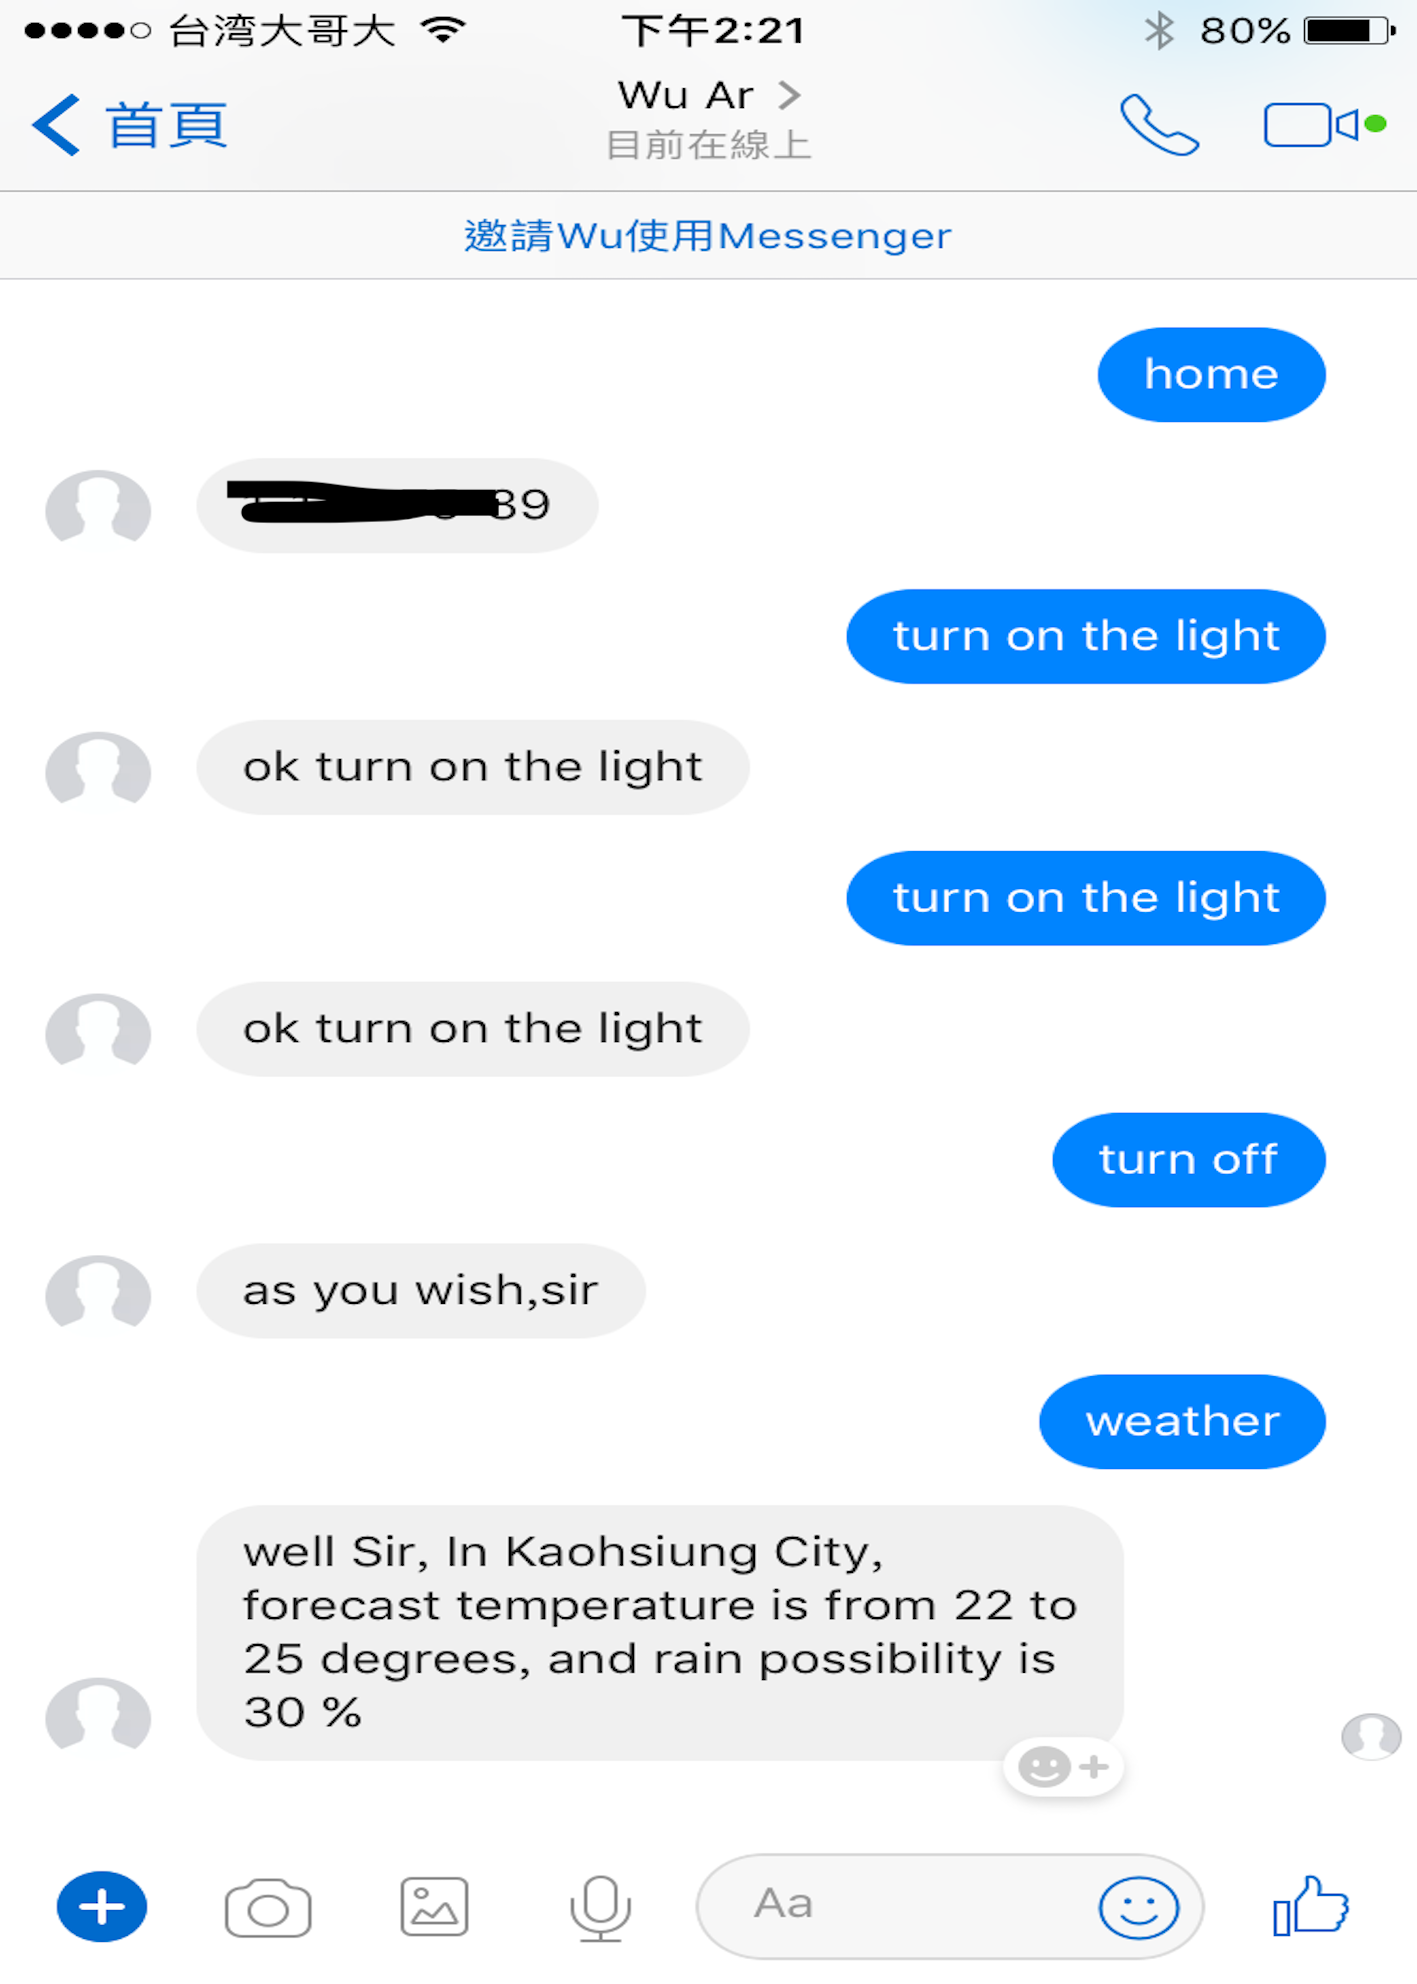 台湾大哥大 下午2:21 80%
首頁 Wu Ar
目前在線上
邀請Wu使用Messenger
home
39
turn on the light
ok turn on the light
turn on the light
ok turn on the light
turn off
as you wish,sir
weather
well Sir, In Kaohsiung City,
forecast temperature is from 22 to
25 degrees, and rain possibility is
30 %
Aa